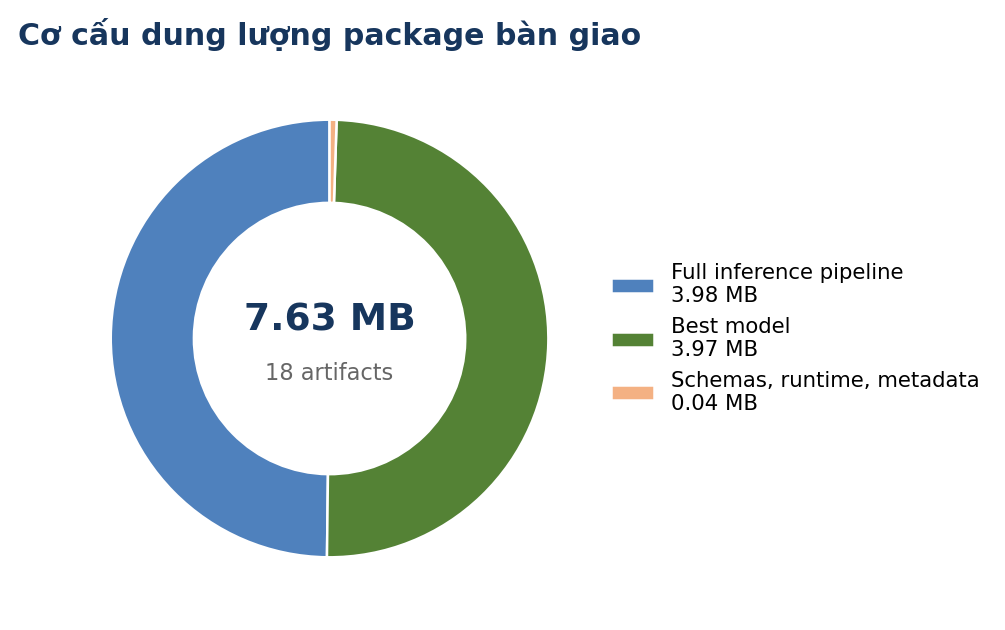 Cơ cấu dung lượng package bàn giao
7.63 MB
18 artifacts
Full inference pipeline
3.98 MB
Best model
3.97 MB
Schemas, runtime, metadata
0.04 MB